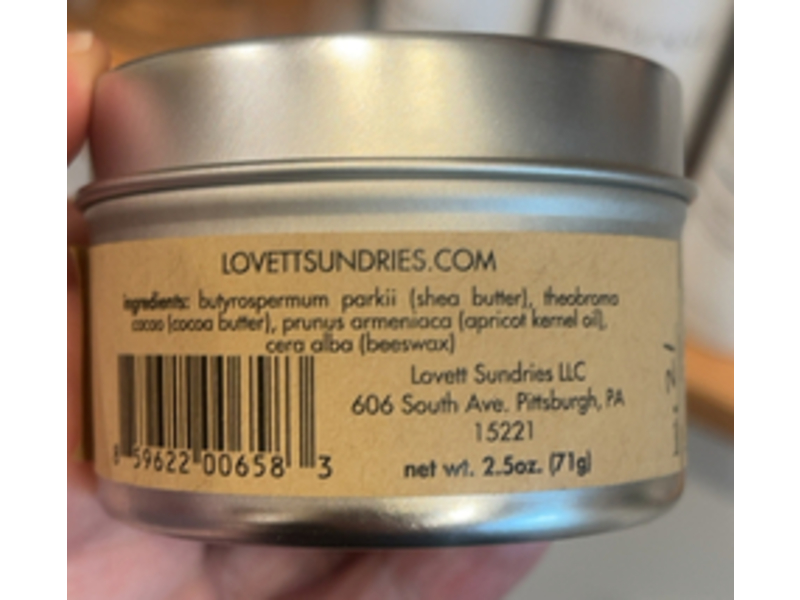 LOVETTSUNDRIES.COM
ingredients: butyrospermum parkii (shea butter), theobroma
cacao (cocoa butter), prunus armeniaca (apricot kernel oil),
cera alba (beeswax)
Lovett Sundries LLC
606 South Ave. Pittsburgh, PA
15221
net wt. 2.5oz. (71g)
8 59622 00658 3